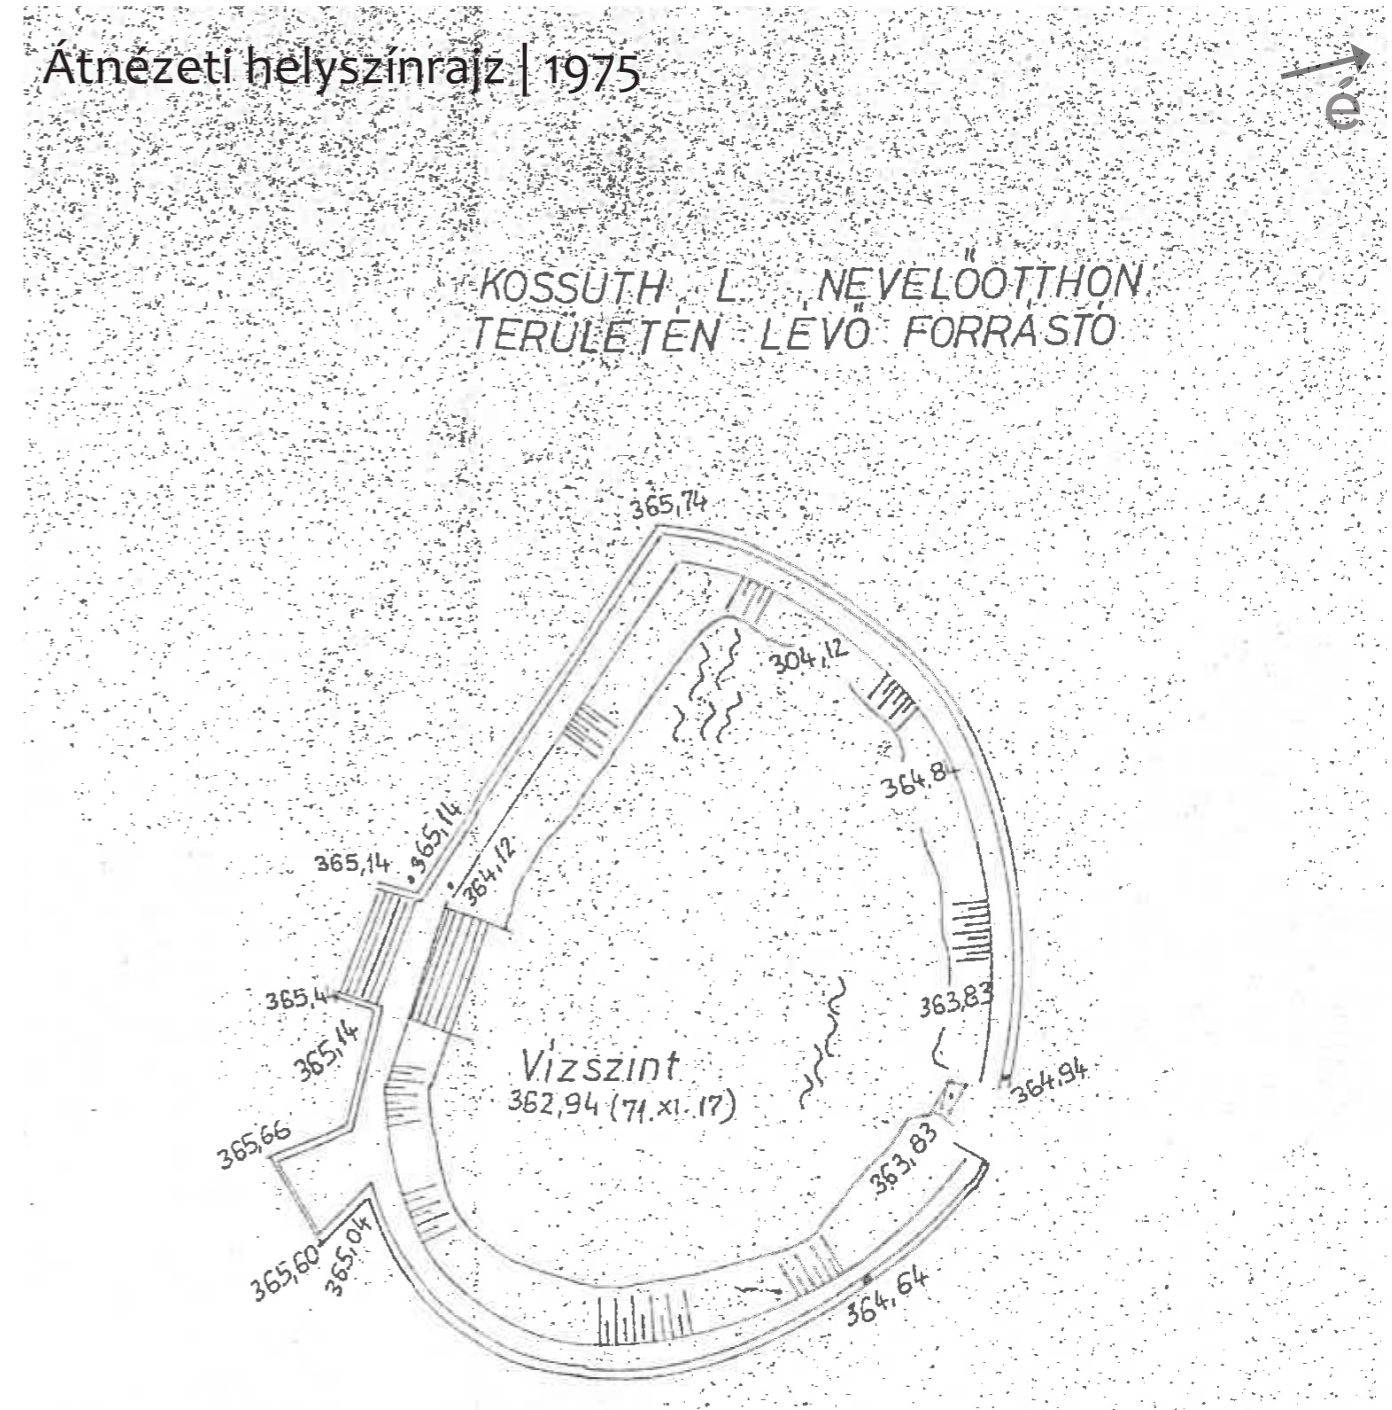 Átnézeti helyszínrajz | 1975
é
KOSSUTH L. NEVELŐOTTHON
TERÜLETÉN LÉVŐ FORRÁSTÓ
365,74
304,12
364,84
365,14
365,14
364,12
365,4
363,83
365,14
Vízszint
362,94 (71.XI.17)
364,94
365,66
363,83
365,60
365,04
364,64